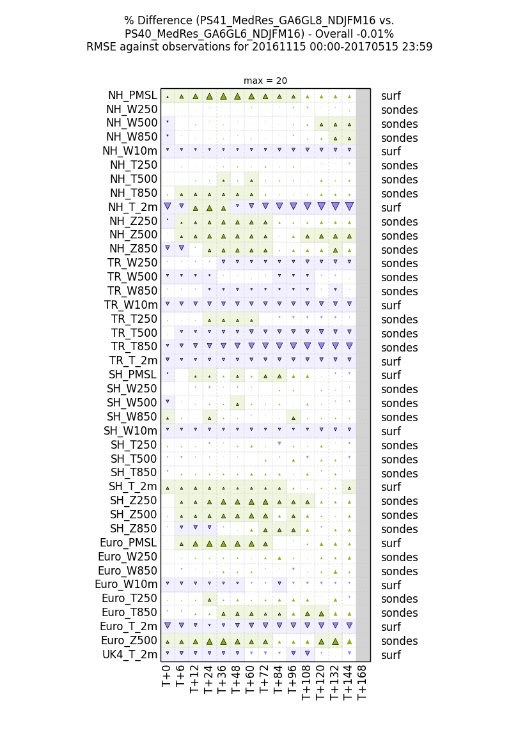 % Difference (PS41_MedRes_GA6GL8_NDJFM16 vs.
PS40_MedRes_GA6GL6_NDJFM16) - Overall -0.01%
RMSE against observations for 20161115 00:00-20170515 23:59
max = 20
NH_PMSL surf
NH_W250 sondes
NH_W500 sondes
NH_W850 sondes
NH_W10m surf
NH_T250 sondes
NH_T500 sondes
NH_T850 sondes
NH_T_2m surf
NH_Z250 sondes
NH_Z500 sondes
NH_Z850 sondes
TR_W250 sondes
TR_W500 sondes
TR_W850 sondes
TR_W10m surf
TR_T250 sondes
TR_T500 sondes
TR_T850 sondes
TR_T_2m surf
SH_PMSL surf
SH_W250 sondes
SH_W500 sondes
SH_W850 sondes
SH_W10m surf
SH_T250 sondes
SH_T500 sondes
SH_T850 sondes
SH_T_2m surf
SH_Z250 sondes
SH_Z500 sondes
SH_Z850 sondes
Euro_PMSL surf
Euro_W250 sondes
Euro_W850 sondes
Euro_W10m surf
Euro_T250 sondes
Euro_T850 sondes
Euro_T_2m surf
Euro_Z500 sondes
UK4_T_2m surf
T+0 T+6 T+12 T+24 T+36 T+48 T+60 T+72 T+84 T+96 T+108 T+120 T+132 T+144 T+168